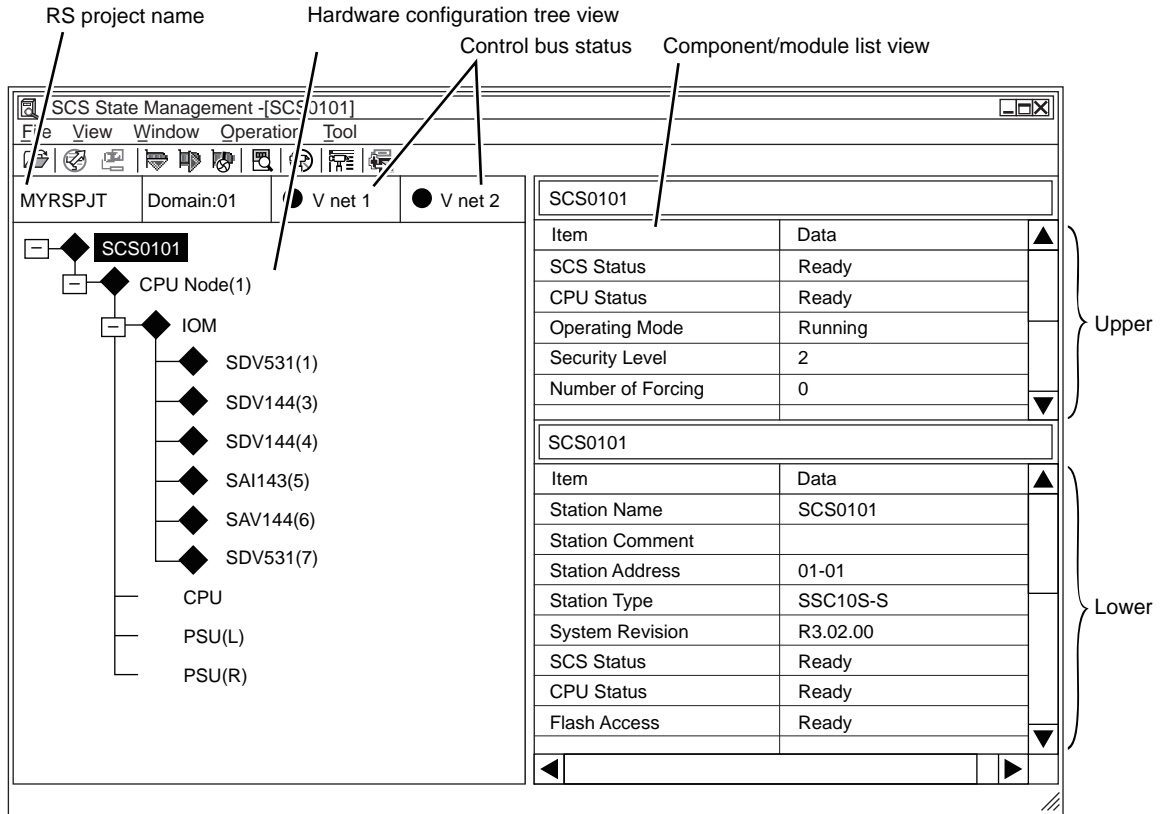 RS project name
Hardware configuration tree view
Control bus status
Component/module list view
SCS State Management -[SCS0101]
File View Window Operation Tool
MYRSPJT Domain:01 V net 1 V net 2
SCS0101
CPU Node(1)
IOM
SDV531(1)
SDV144(3)
SDV144(4)
SAI143(5)
SAV144(6)
SDV531(7)
CPU
PSU(L)
PSU(R)
SCS0101
Item Data
SCS Status Ready
CPU Status Ready
Operating Mode Running
Security Level 2
Number of Forcing 0
Upper
SCS0101
Item Data
Station Name SCS0101
Station Comment
Station Address 01-01
Station Type SSC10S-S
System Revision R3.02.00
SCS Status Ready
CPU Status Ready
Flash Access Ready
Lower